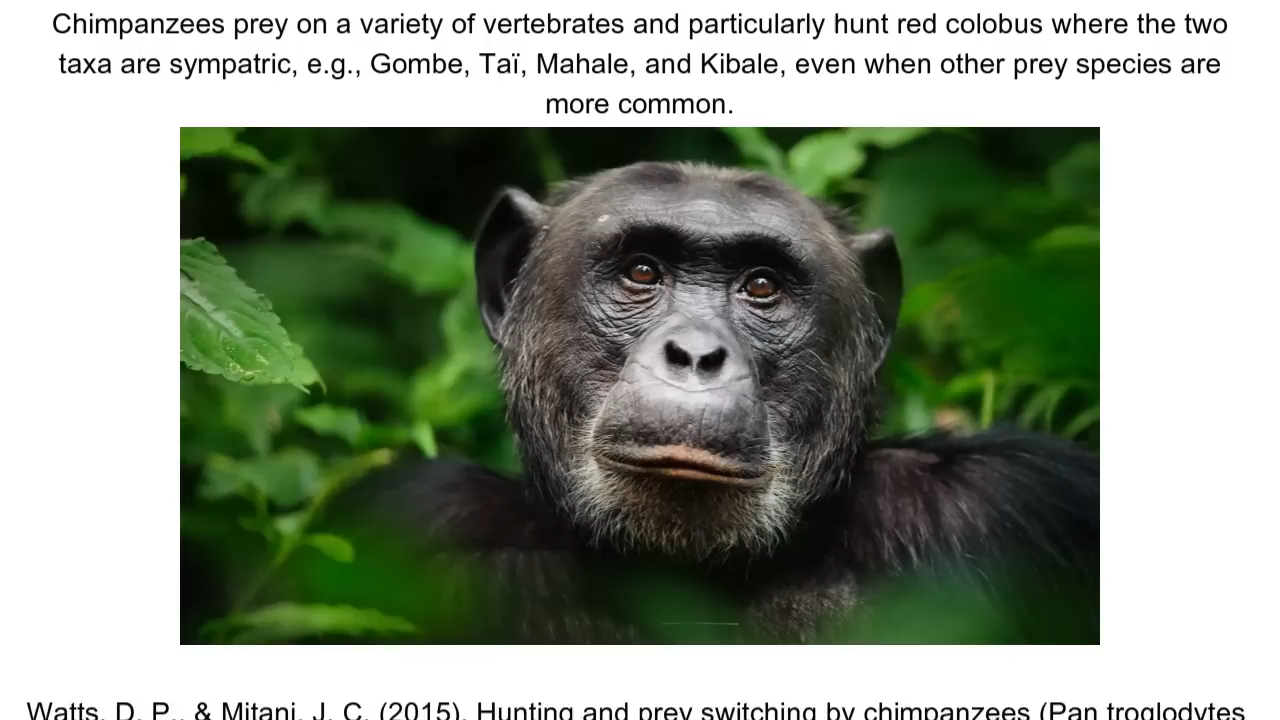 Chimpanzees prey on a variety of vertebrates and particularly hunt red colobus where the two
taxa are sympatric, e.g., Gombe, Taï, Mahale, and Kibale, even when other prey species are
more common.
Watts, D. P., & Mitani, J. C. (2015). Hunting and prey switching by chimpanzees (Pan troglodytes